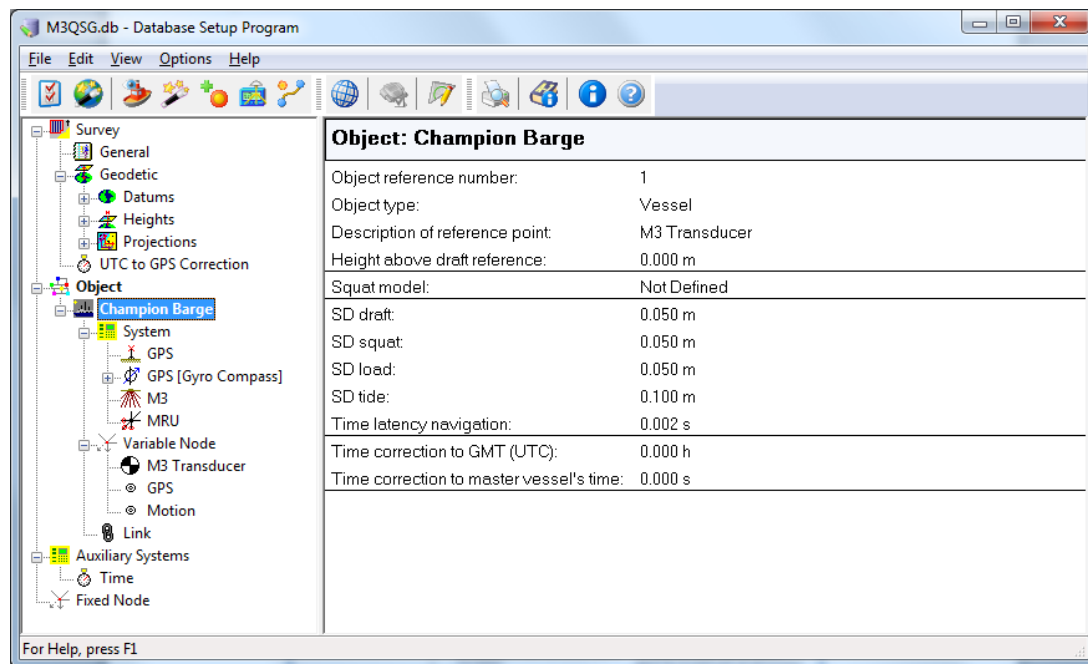 M3QSG.db - Database Setup Program
File Edit View Options Help
Survey
General
Geodetic
Datums
Heights
Projections
UTC to GPS Correction
Object
Champion Barge
System
GPS
GPS [Gyro Compass]
M3
MRU
Variable Node
M3 Transducer
GPS
Motion
Link
Auxiliary Systems
Time
Fixed Node
Object: Champion Barge
Object reference number: 1
Object type: Vessel
Description of reference point: M3 Transducer
Height above draft reference: 0.000 m
Squat model: Not Defined
SD draft: 0.050 m
SD squat: 0.050 m
SD load: 0.050 m
SD tide: 0.100 m
Time latency navigation: 0.002 s
Time correction to GMT (UTC): 0.000 h
Time correction to master vessel's time: 0.000 s
For Help, press F1